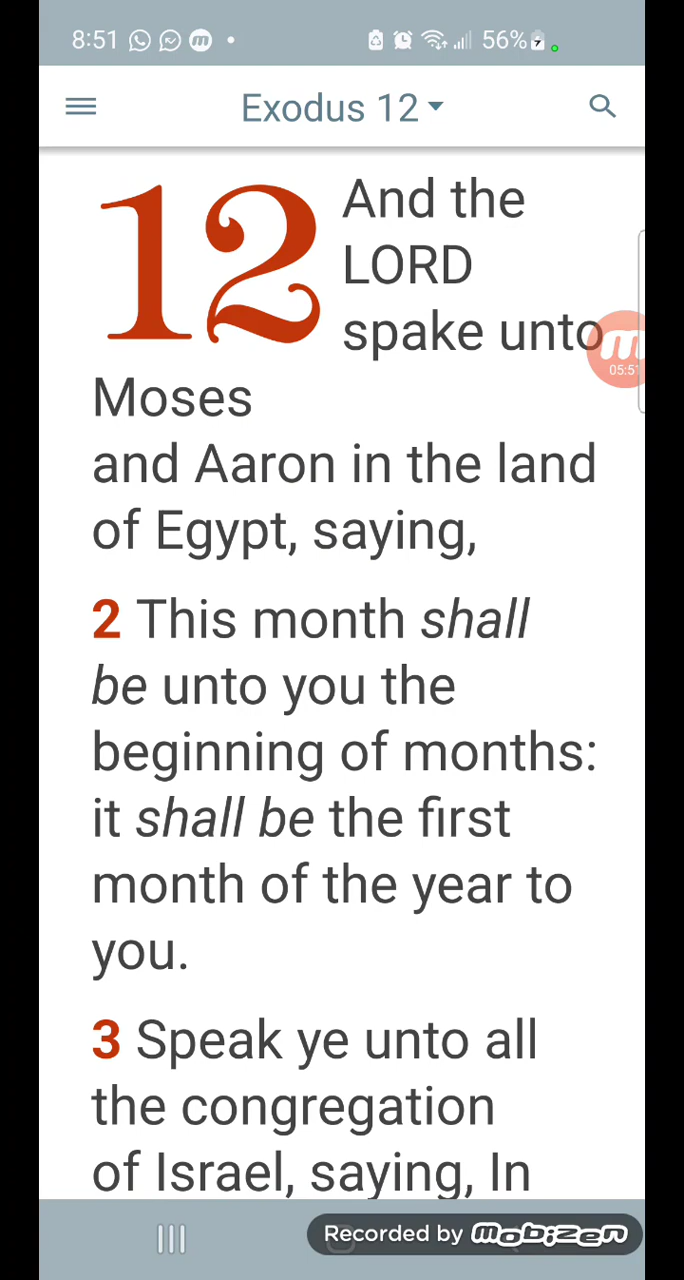 8:51 56%
Exodus 12
12 And the
LORD
spake unto
05:51
Moses
and Aaron in the land
of Egypt, saying,
2 This month shall
be unto you the
beginning of months:
it shall be the first
month of the year to
you.
3 Speak ye unto all
the congregation
of Israel, saying, In
Recorded by mobizen